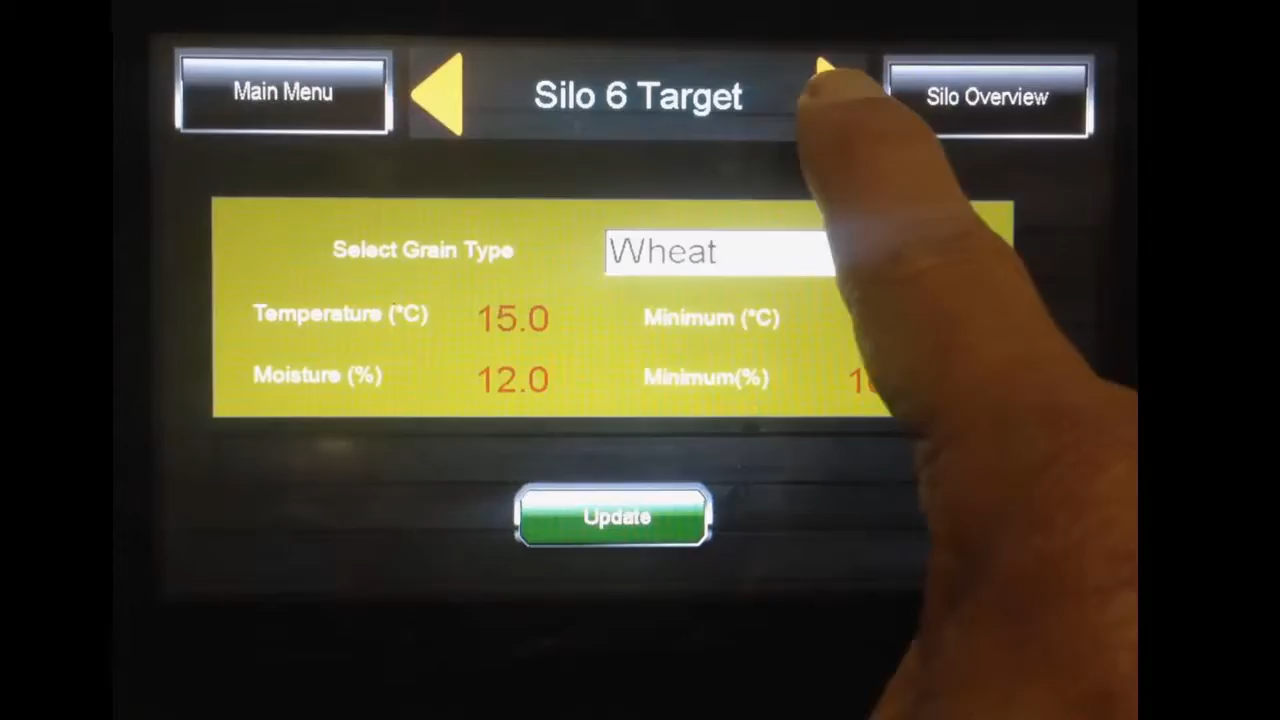 Main Menu
Silo 6 Target
Silo Overview
Select Grain Type
Wheat
Temperature (°C)
15.0
Minimum (°C)
Moisture (%)
12.0
Minimum(%)
Update